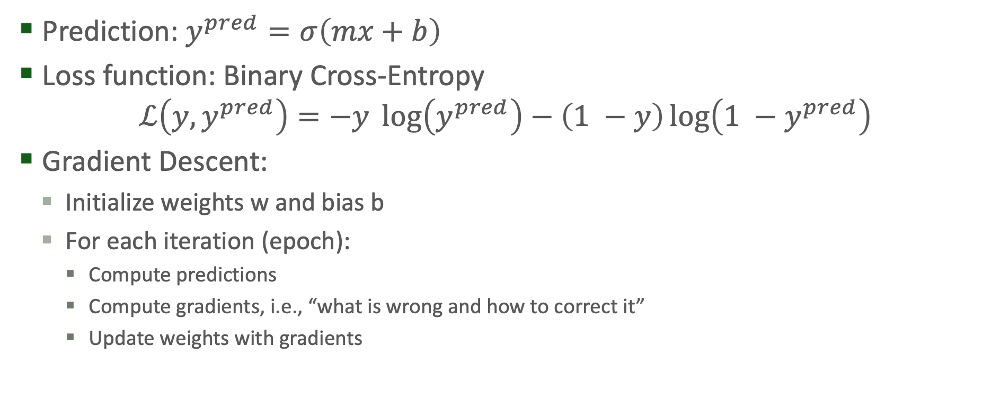 Prediction: y^{pred} = σ(mx + b)
Loss function: Binary Cross-Entropy
ℒ(y, y^{pred}) = −y log(y^{pred}) − (1 − y) log(1 − y^{pred})
Gradient Descent:
Initialize weights w and bias b
For each iteration (epoch):
Compute predictions
Compute gradients, i.e., “what is wrong and how to correct it”
Update weights with gradients